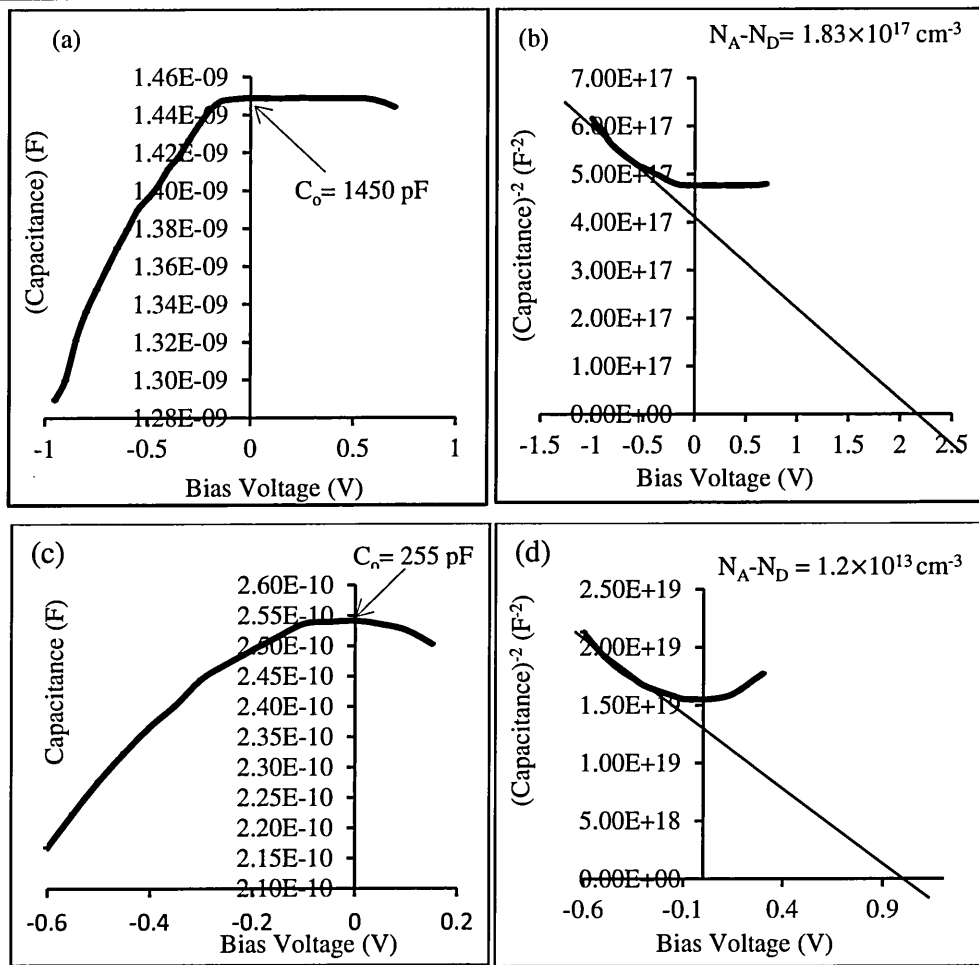 (a)
1.46E-09
1.44E-09
1.42E-09
1.40E-09
1.38E-09
1.36E-09
1.34E-09
1.32E-09
1.30E-09
1.28E-09
(Capacitance) (F)
C₀= 1450 pF
-1 -0.5 0 0.5 1
Bias Voltage (V)
(b)
N_A-N_D= 1.83×10¹⁷ cm⁻³
7.00E+17
6.00E+17
5.00E+17
4.00E+17
3.00E+17
2.00E+17
1.00E+17
0.00E+00
(Capacitance)⁻² (F⁻²)
-1.5 -1 -0.5 0 0.5 1 1.5 2 2.5
Bias Voltage (V)
(c)
C₀= 255 pF
2.60E-10
2.55E-10
2.50E-10
2.45E-10
2.40E-10
2.35E-10
2.30E-10
2.25E-10
2.20E-10
2.15E-10
2.10E-10
Capacitance (F)
-0.6 -0.4 -0.2 0 0.2
Bias Voltage (V)
(d)
N_A-N_D = 1.2×10¹³ cm⁻³
2.50E+19
2.00E+19
1.50E+19
1.00E+19
5.00E+18
0.00E+00
(Capacitance)⁻² (F⁻²)
-0.6 -0.1 0.4 0.9
Bias Voltage (V)